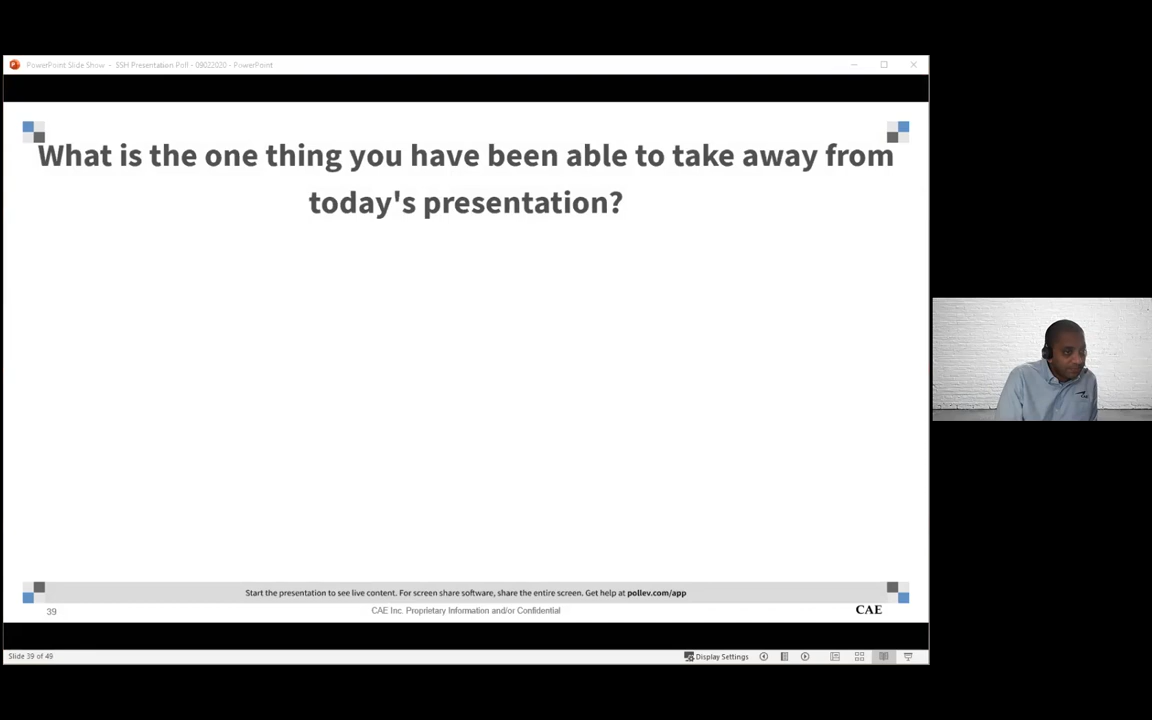 PowerPoint Slide Show - SSH Presentation Poll - 09022020 - PowerPoint
What is the one thing you have been able to take away from
today's presentation?
Start the presentation to see live content. For screen share software, share the entire screen. Get help at pollev.com/app
39
CAE Inc. Proprietary Information and/or Confidential
CAE
Slide 39 of 49
Display Settings
CAE